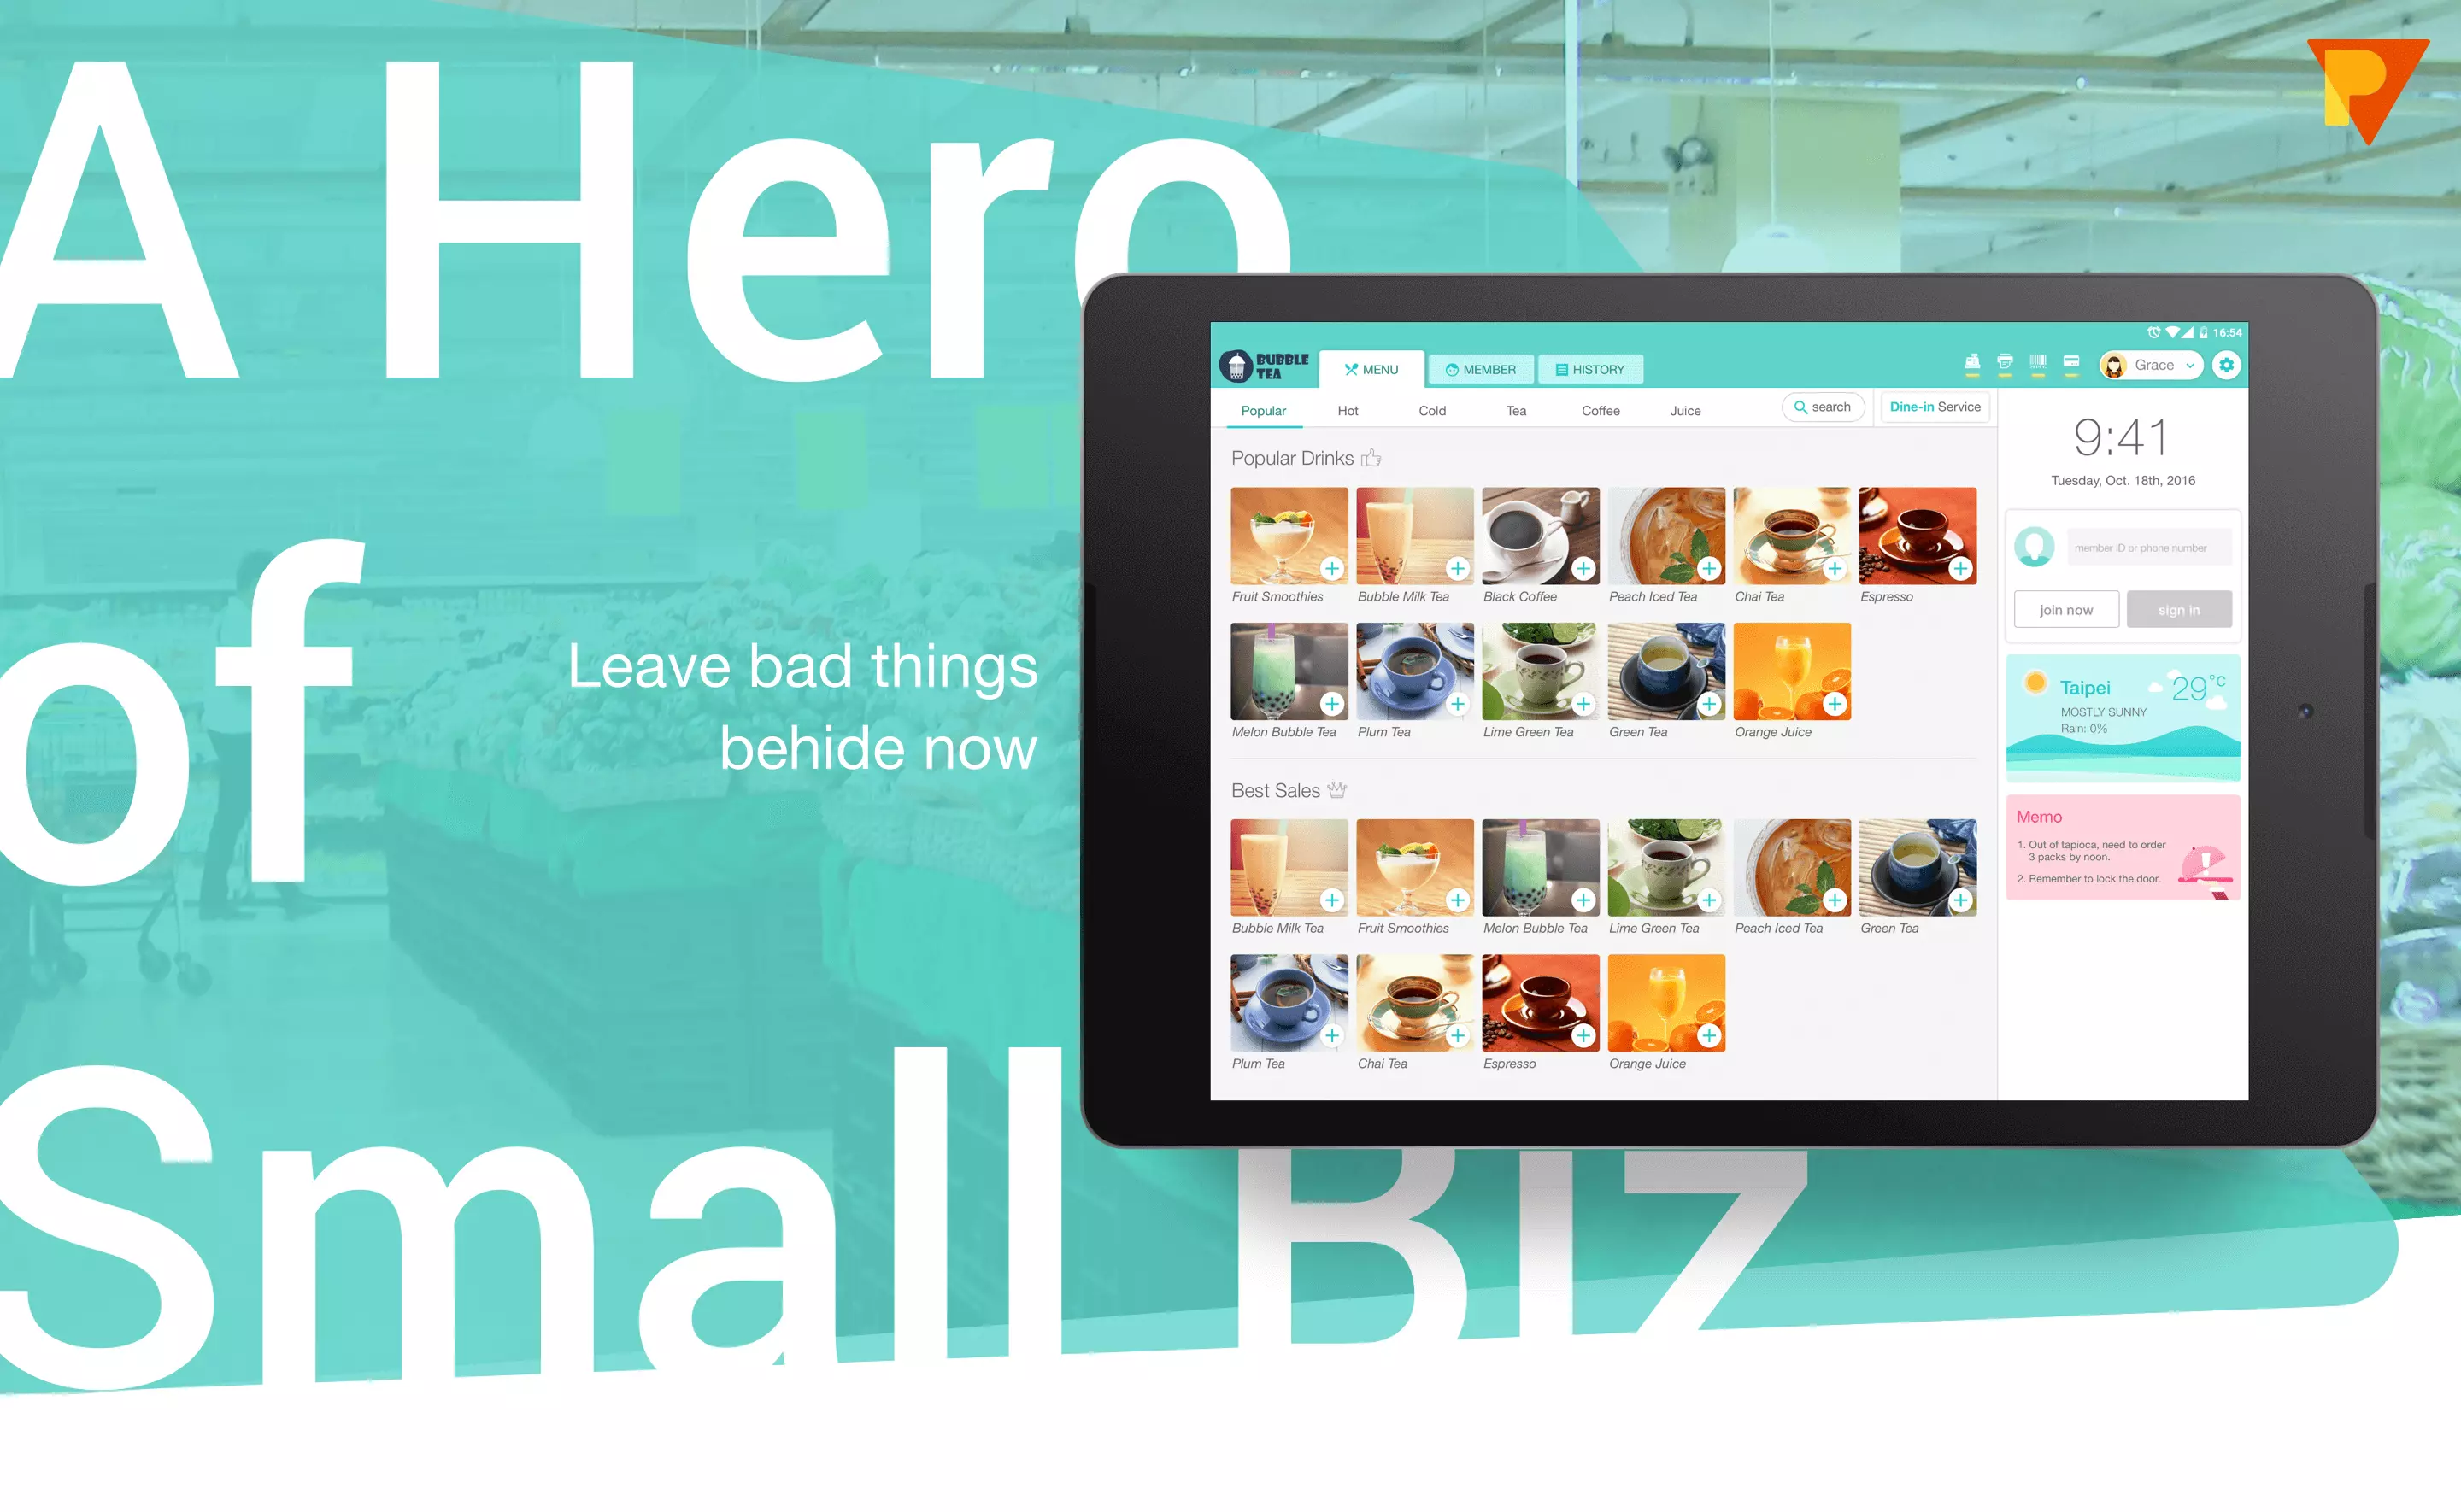 A Hero
of
Small Biz
Leave bad things
behide now
P
16:54
BUBBLE
TEA
MENU
MEMBER
HISTORY
Grace
Popular
Hot
Cold
Tea
Coffee
Juice
search
Dine-in Service
Popular Drinks
Fruit Smoothies
Bubble Milk Tea
Black Coffee
Peach Iced Tea
Chai Tea
Espresso
Melon Bubble Tea
Plum Tea
Lime Green Tea
Green Tea
Orange Juice
Best Sales
Bubble Milk Tea
Fruit Smoothies
Melon Bubble Tea
Lime Green Tea
Peach Iced Tea
Green Tea
Plum Tea
Chai Tea
Espresso
Orange Juice
9:41
Tuesday, Oct. 18th, 2016
member ID or phone number
join now
sign in
Taipei
29°C
MOSTLY SUNNY
Rain: 0%
Memo
1. Out of tapioca, need to order
3 packs by noon.
2. Remember to lock the door.